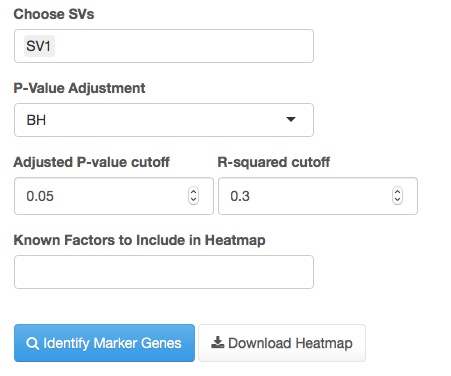 Choose SVs
SV1
P-Value Adjustment
BH
Adjusted P-value cutoff R-squared cutoff
0.05 0.3
Known Factors to Include in Heatmap
Identify Marker Genes Download Heatmap